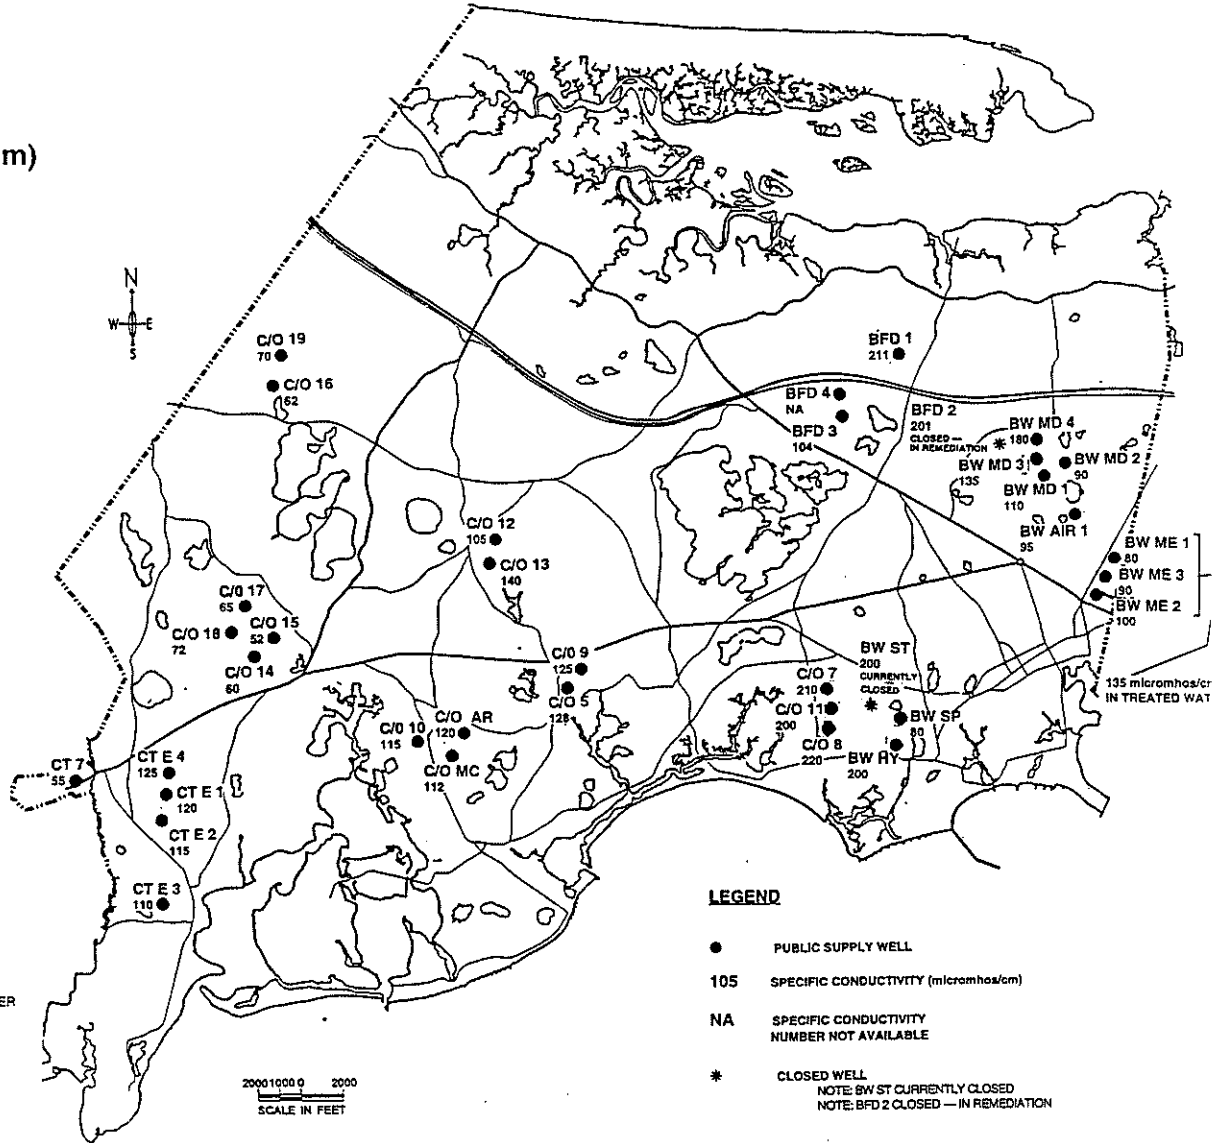 m)
N
W E
S
C/O 19
70
C/O 16
52
BFD 1
211
BFD 4
NA
BFD 3
104
BFD 2
201
CLOSED —
IN REMEDIATION
BW MD 4
180
BW MD 3
135
BW MD 2
90
BW MD 1
110
BW AIR 1
95
C/O 12
105
C/O 13
140
BW ME 1
80
BW ME 3
90
BW ME 2
100
C/O 17
65
C/O 15
52
C/O 18
72
C/O 14
60
C/O 9
125
C/O 5
128
BW ST
200
CURRENTLY
CLOSED
C/O 7
210
C/O 11
200
C/O 8
220
BW SP
80
BW HY
200
135 micromhos/cr
IN TREATED WAT
C/O 10
115
C/O AR
120
C/O MC
112
CT 7
55
CT E 4
125
CT E 1
120
CT E 2
115
CT E 3
110
ER
2000 1000 0 2000
SCALE IN FEET
LEGEND
PUBLIC SUPPLY WELL
105 SPECIFIC CONDUCTIVITY (micromhos/cm)
NA SPECIFIC CONDUCTIVITY
NUMBER NOT AVAILABLE
* CLOSED WELL
NOTE: BW ST CURRENTLY CLOSED
NOTE: BFD 2 CLOSED — IN REMEDIATION